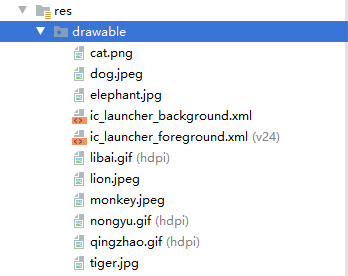 res
drawable
cat.png
dog.jpeg
elephant.jpg
ic_launcher_background.xml
ic_launcher_foreground.xml (v24)
libai.gif (hdpi)
lion.jpeg
monkey.jpeg
nongyu.gif (hdpi)
qingzhao.gif (hdpi)
tiger.jpg